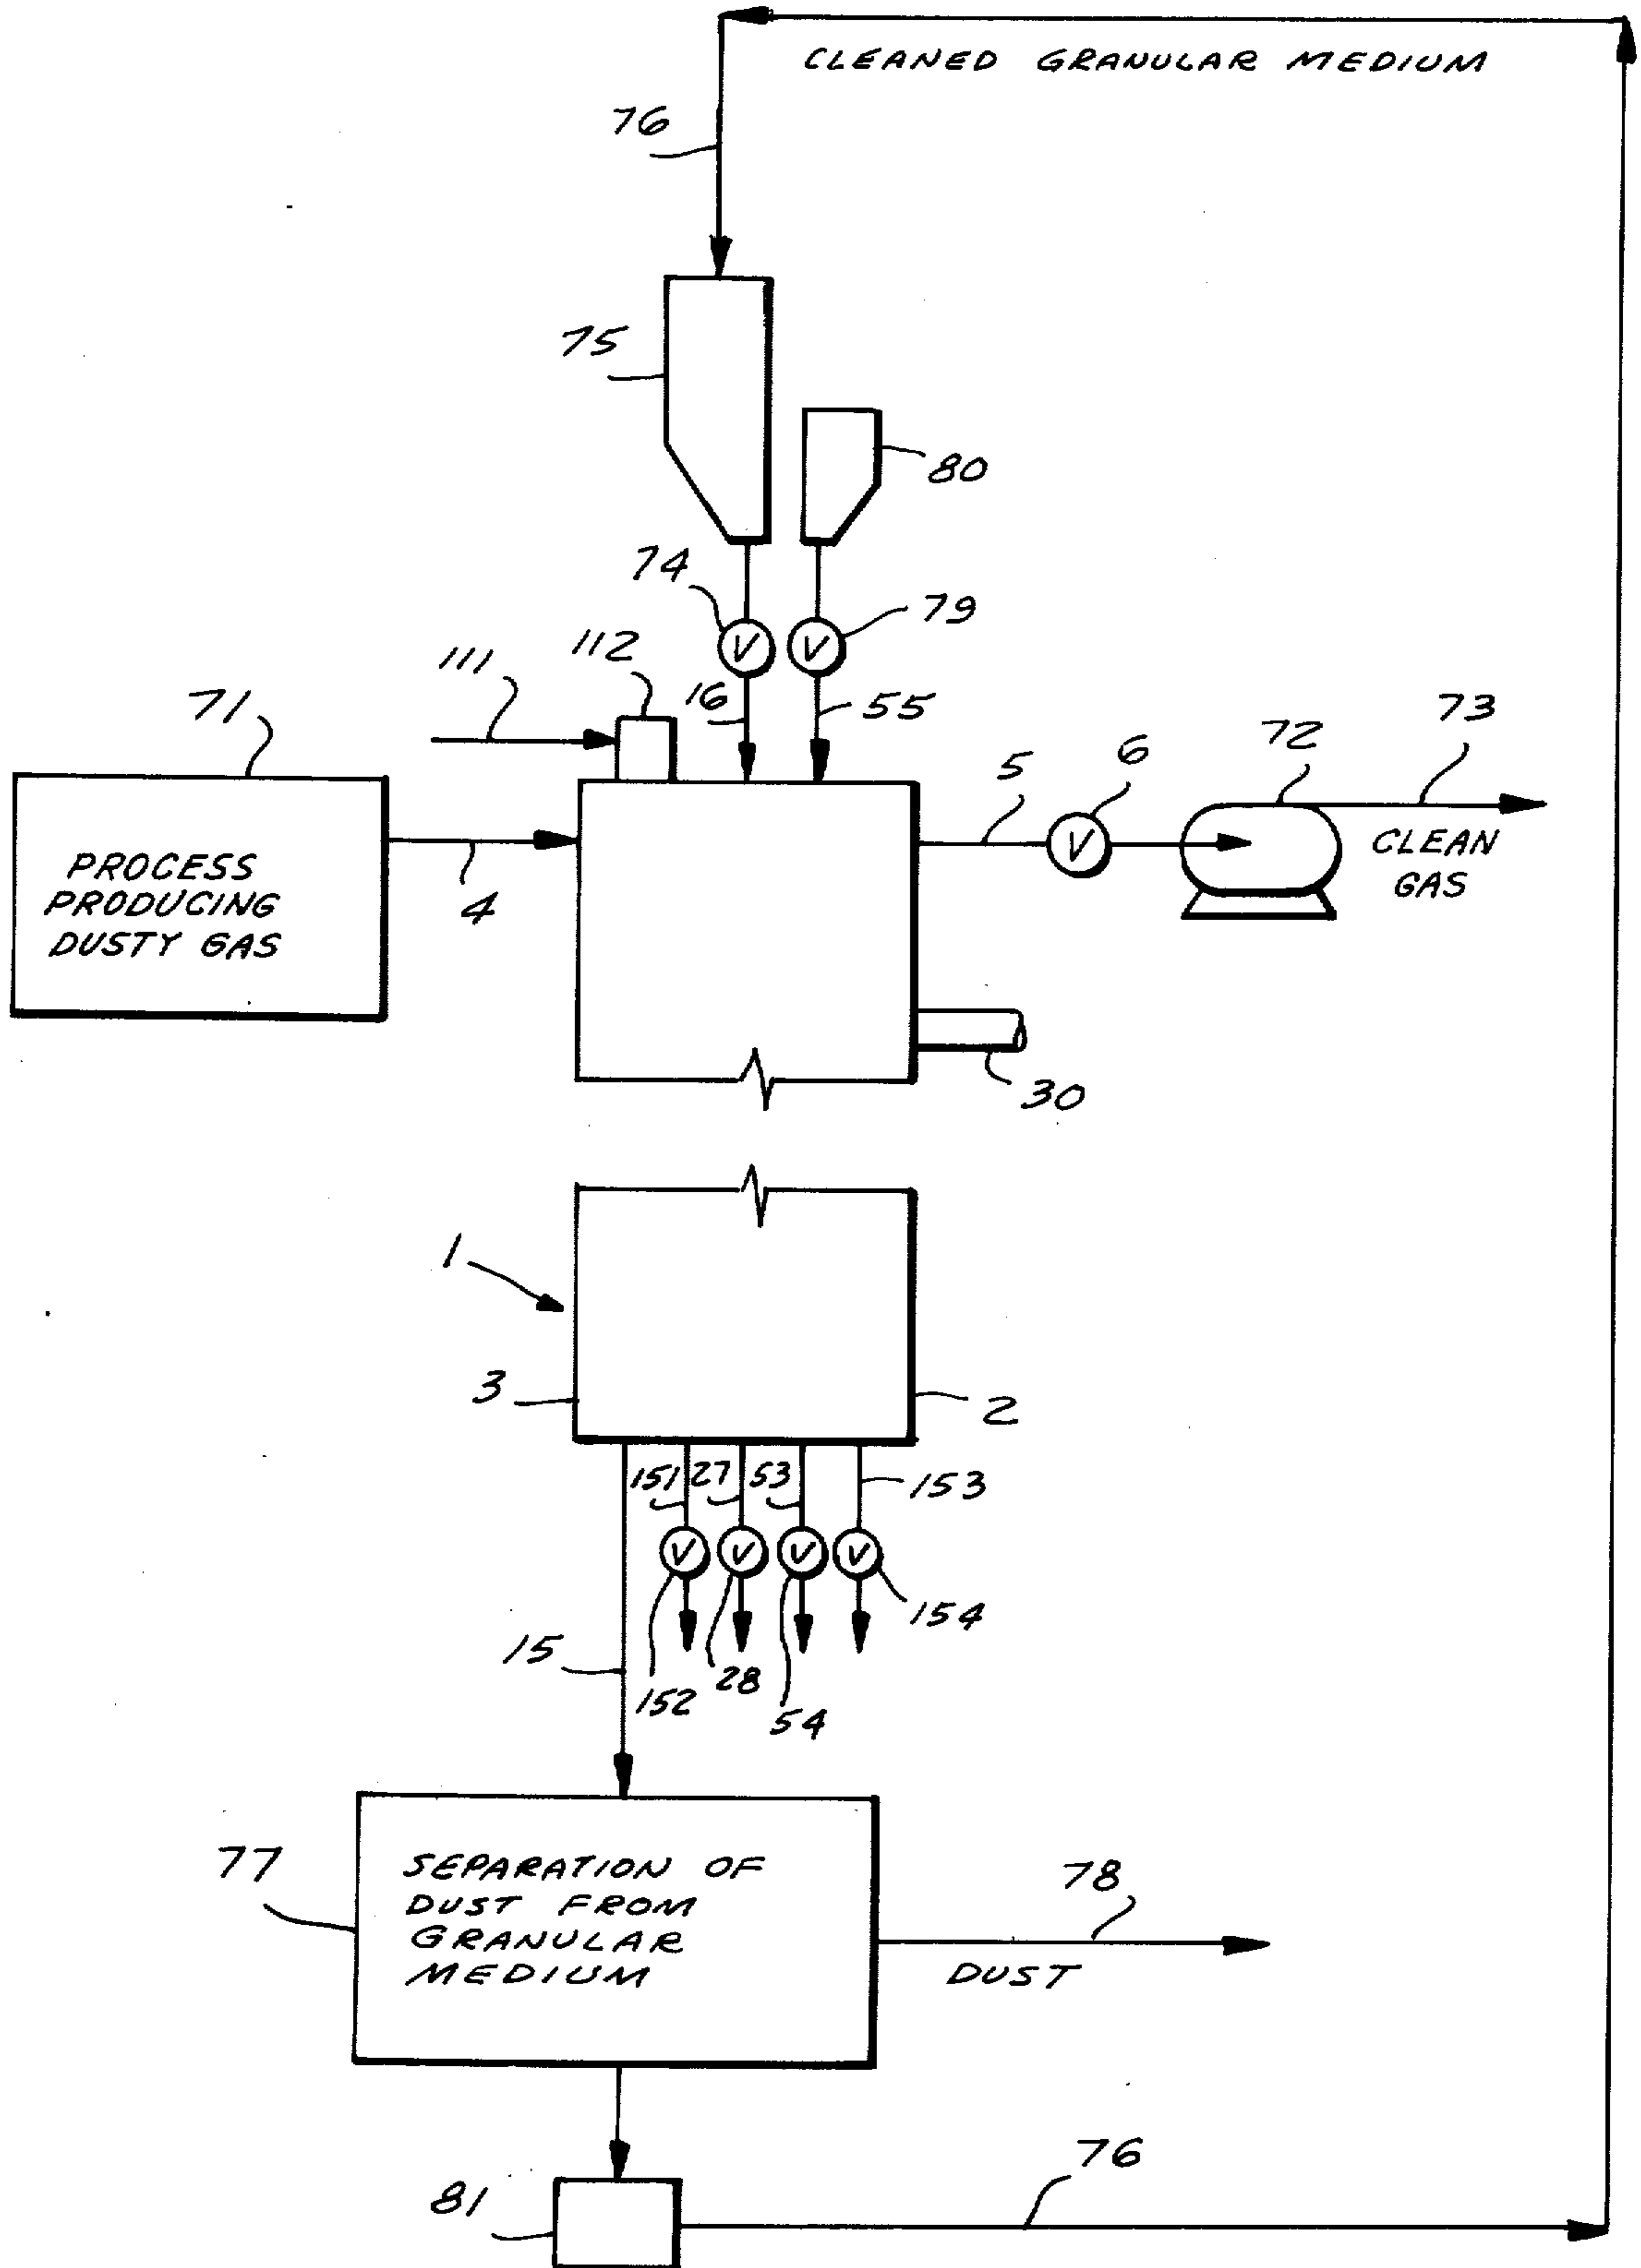 CLEANED GRANULAR MEDIUM
76
75
80
74
79
111
112
16
55
71
5
6
72
73
PROCESS
PRODUCING
DUSTY GAS
4
V
V
V
CLEAN
GAS
30
1
3
2
151
27
53
153
V
V
V
V
15
152
28
54
154
77
SEPARATION OF
DUST FROM
GRANULAR
MEDIUM
78
DUST
81
76